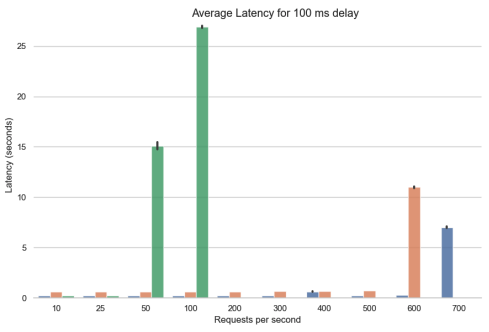 Average Latency for 100 ms delay
25
20
15
10
5
0
Latency (seconds)
10 25 50 100 200 300 400 500 600 700
Requests per second